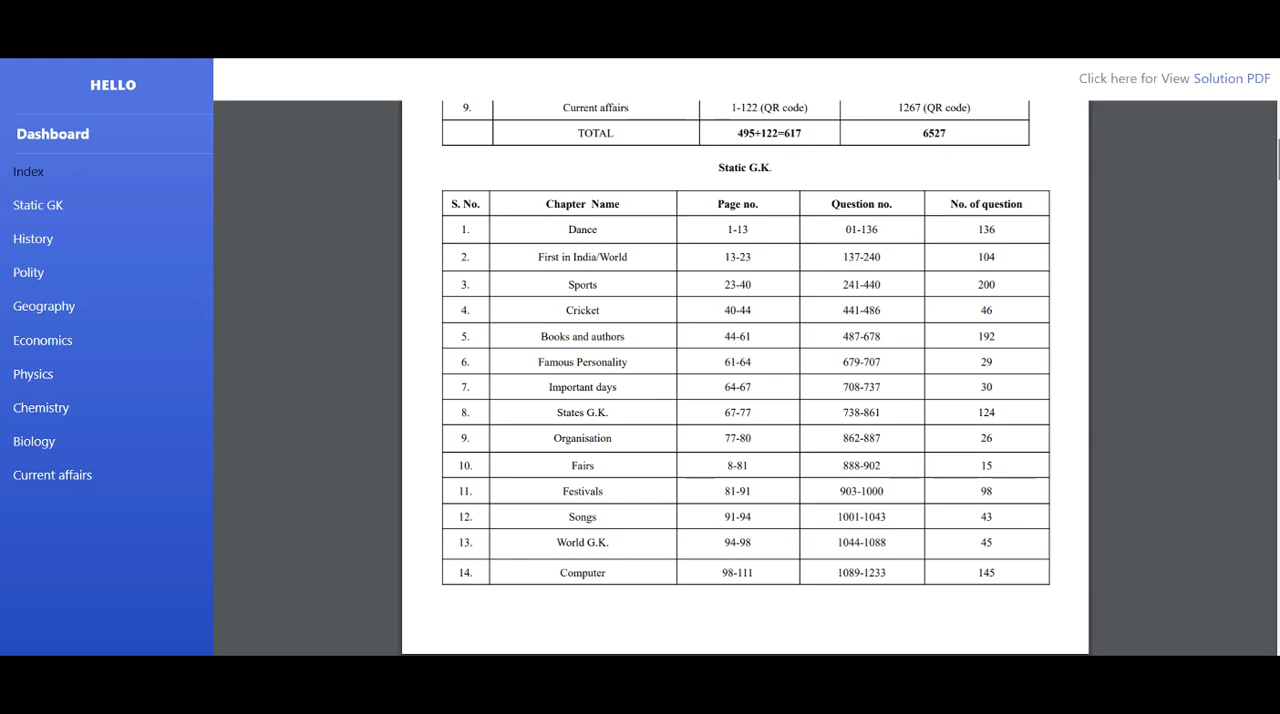 HELLO
Dashboard
Index
Static GK
History
Polity
Geography
Economics
Physics
Chemistry
Biology
Current affairs
Click here for View Solution PDF
9. Current affairs 1-122 (QR code) 1267 (QR code)
TOTAL 495+122=617 6527
Static G.K.
S. No. Chapter Name Page no. Question no. No. of question
1. Dance 1-13 01-136 136
2. First in India/World 13-23 137-240 104
3. Sports 23-40 241-440 200
4. Cricket 40-44 441-486 46
5. Books and authors 44-61 487-678 192
6. Famous Personality 61-64 679-707 29
7. Important days 64-67 708-737 30
8. States G.K. 67-77 738-861 124
9. Organisation 77-80 862-887 26
10. Fairs 8-81 888-902 15
11. Festivals 81-91 903-1000 98
12. Songs 91-94 1001-1043 43
13. World G.K. 94-98 1044-1088 45
14. Computer 98-111 1089-1233 145